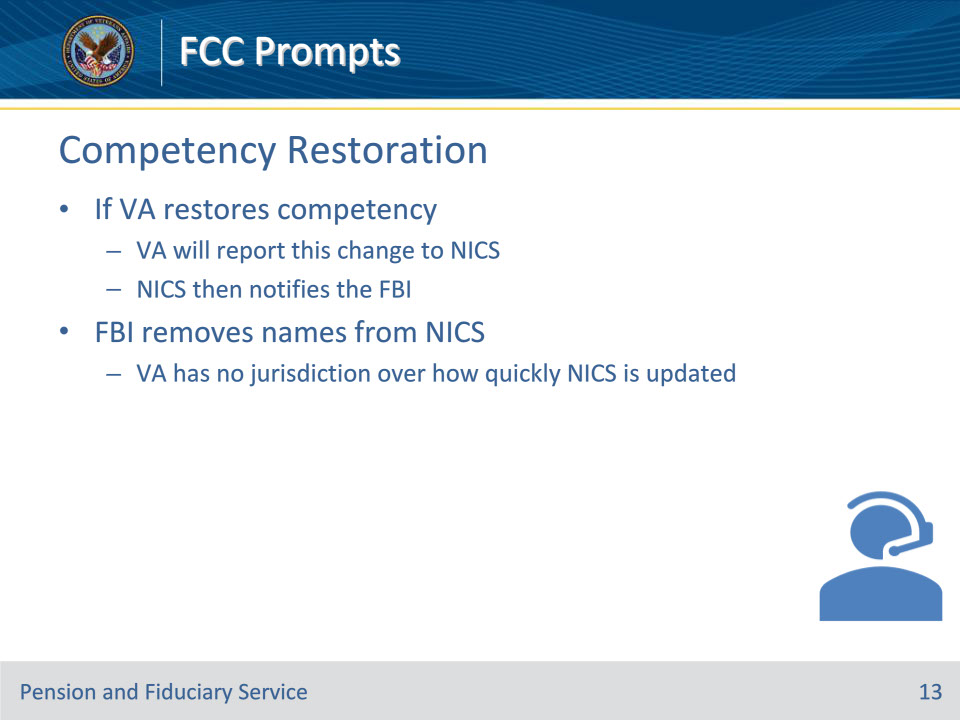 FCC Prompts
Competency Restoration
• If VA restores competency
– VA will report this change to NICS
– NICS then notifies the FBI
• FBI removes names from NICS
– VA has no jurisdiction over how quickly NICS is updated
Pension and Fiduciary Service
13